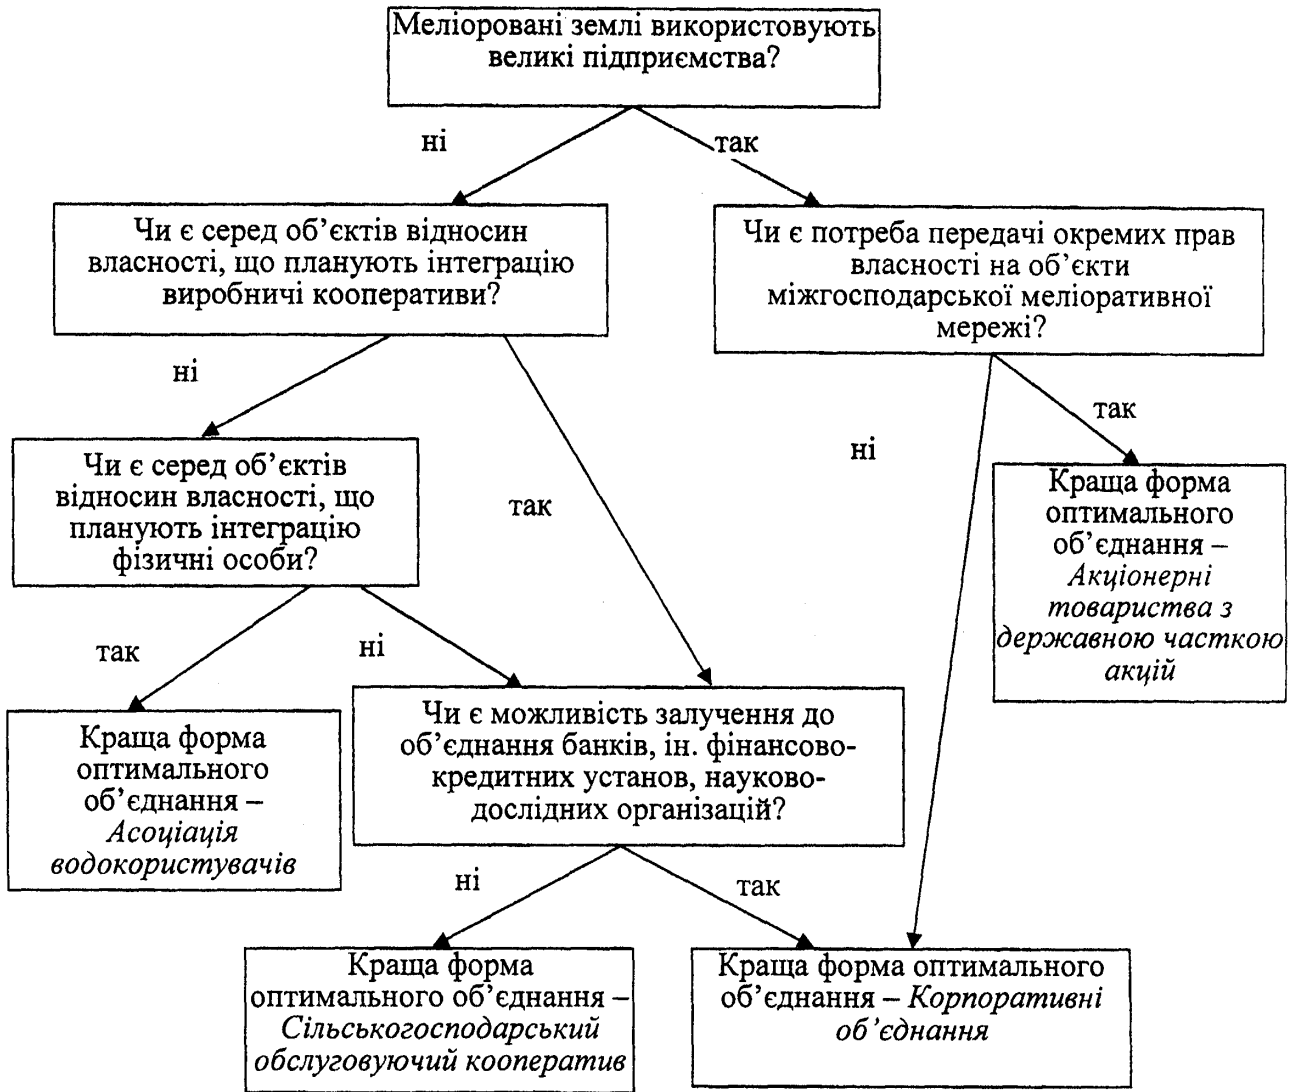 Меліоровані землі використовують
великі підприємства?
ні
так
Чи є серед об’єктів відносин
власності, що планують інтеграцію
виробничі кооперативи?
Чи є потреба передачі окремих прав
власності на об’єкти
міжгосподарської меліоративної
мережі?
ні
так
ні
так
Чи є серед об’єктів
відносин власності, що
планують інтеграцію
фізичні особи?
Краща форма
оптимального
об’єднання –
Акціонерні
товариства з
державною часткою
акцій
так
ні
Краща форма
оптимального
об’єднання –
Асоціація
водокористувачів
Чи є можливість залучення до
об’єднання банків, ін. фінансово-
кредитних установ, науково-
дослідних організацій?
ні
так
Краща форма
оптимального об’єднання –
Сільськогосподарський
обслуговуючий кооператив
Краща форма оптимального
об’єднання – Корпоративні
об’єднання